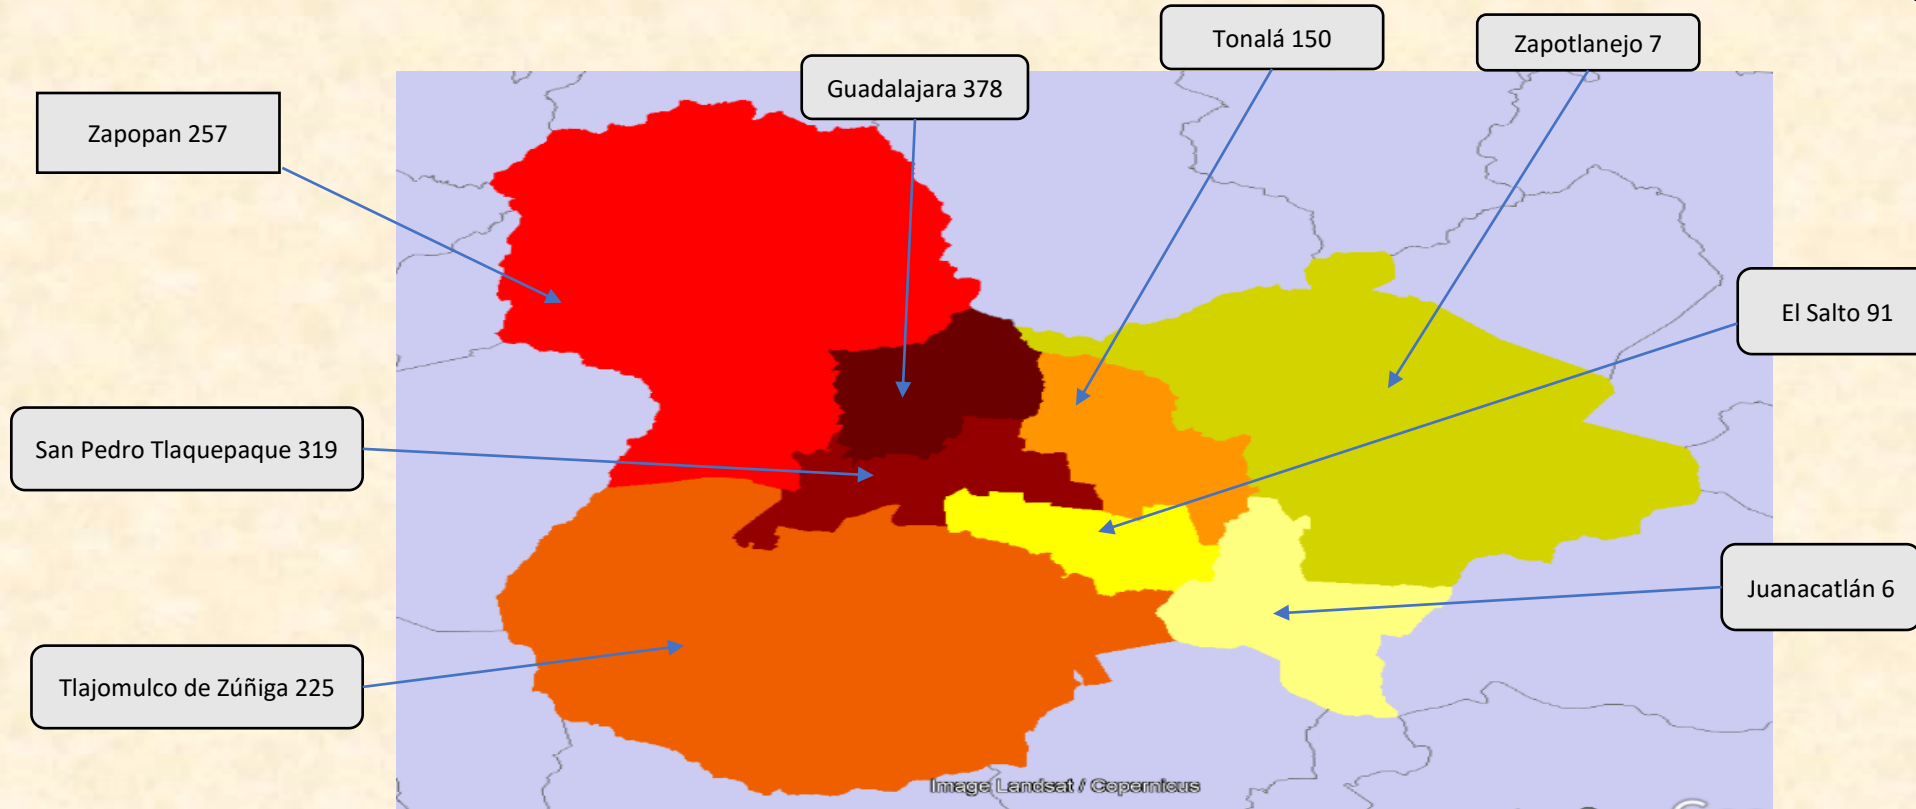 Tonalá 150
Zapotlanejo 7
Guadalajara 378
Zapopan 257
El Salto 91
San Pedro Tlaquepaque 319
Juanacatlán 6
Tlajomulco de Zúñiga 225
Image Landsat / Copernicus